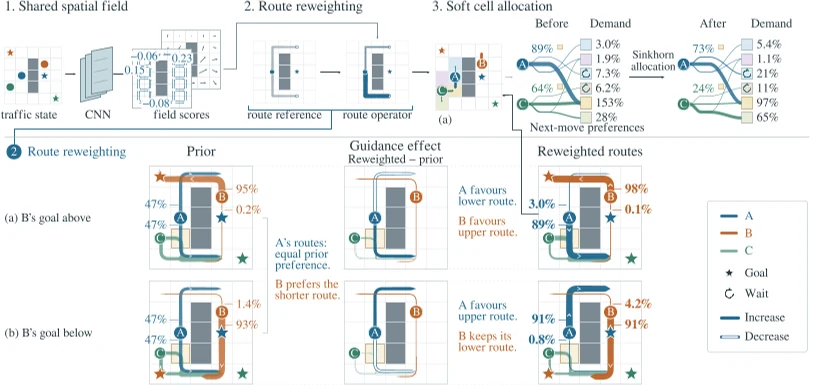 1. Shared spatial field
2. Route reweighting
3. Soft cell allocation
Before
Demand
After
Demand
-0.06
0.23
0.15
-0.08
traffic state
CNN
field scores
route reference
route operator
(a)
A
B
C
A
C
89%
64%
3.0%
1.9%
7.3%
6.2%
153%
28%
Next-move preferences
Sinkhorn
allocation
A
C
73%
24%
5.4%
1.1%
21%
11%
97%
65%
2 Route reweighting
Prior
Guidance effect
Reweighted − prior
Reweighted routes
(a) B's goal above
47%
47%
A
B
C
95%
0.2%
A's routes:
equal prior
preference.
B prefers the
shorter route.
A
B
C
A favours
lower route.
B favours
upper route.
3.0%
89%
A
B
C
98%
0.1%
(b) B's goal below
47%
47%
A
B
C
1.4%
93%
A
B
C
A favours
upper route.
B keeps its
lower route.
91%
0.8%
A
B
C
4.2%
91%
A
B
C
Goal
Wait
Increase
Decrease